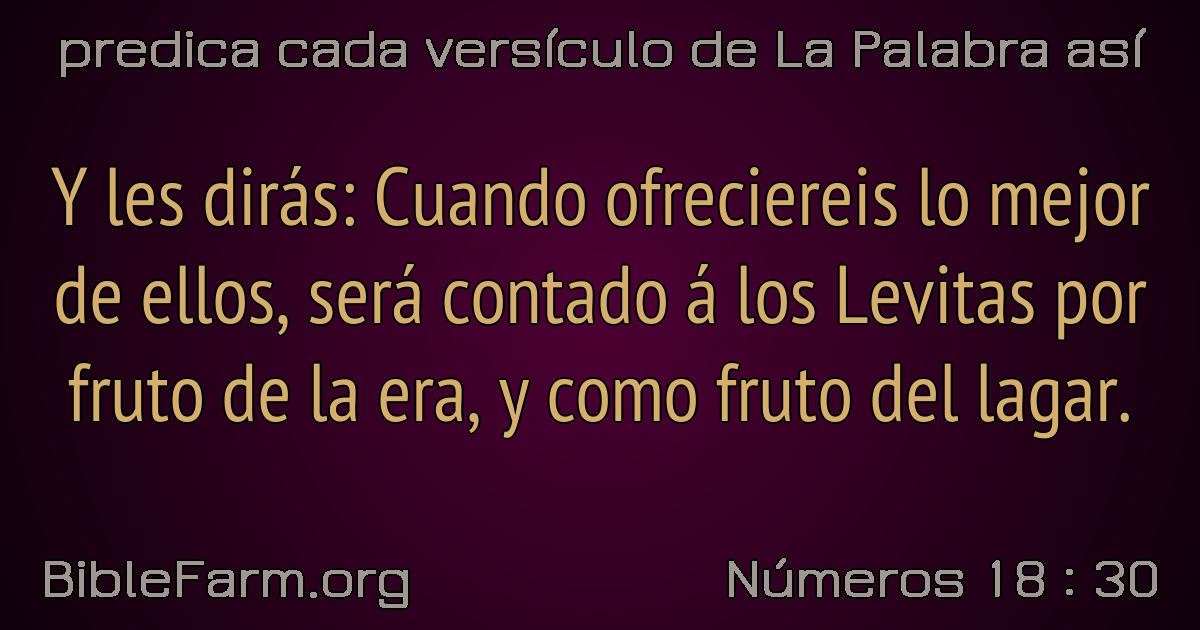 predica cada versículo de La Palabra así
Y les dirás: Cuando ofreciereis lo mejor
de ellos, será contado á los Levitas por
fruto de la era, y como fruto del lagar.
BibleFarm.org
Números 18 : 30